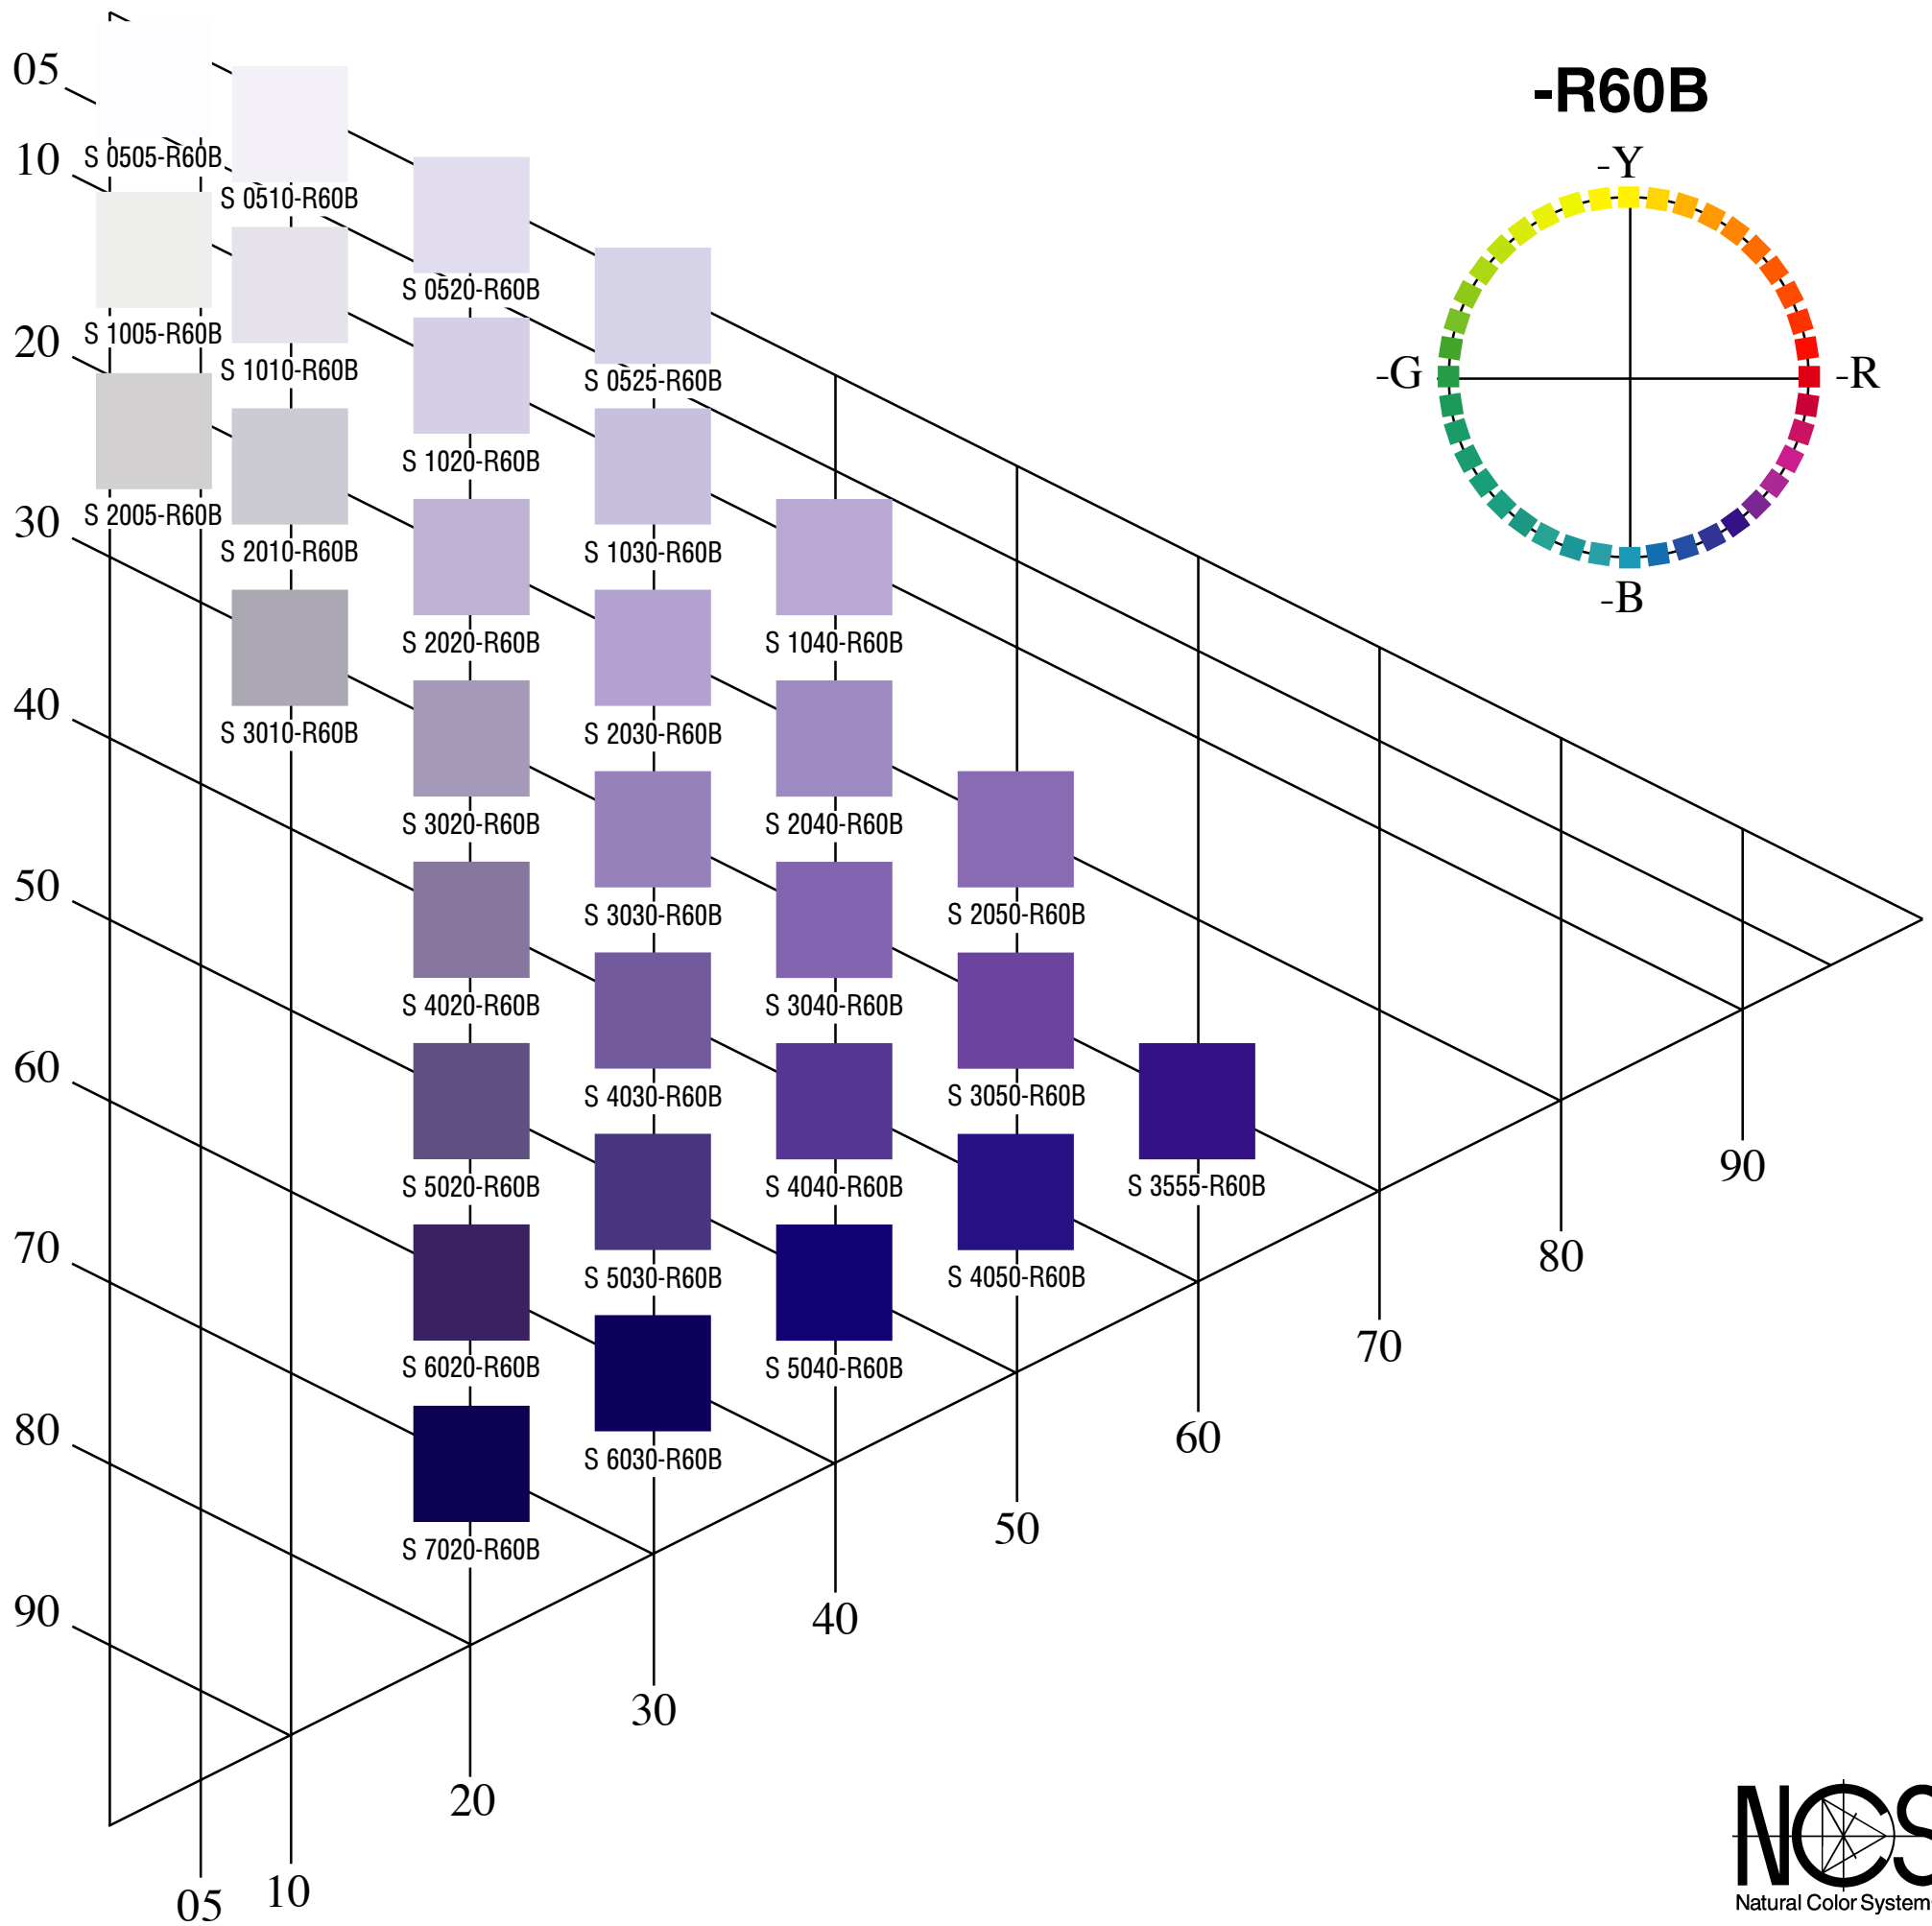 -R60B
-Y
-G
-R
-B
05
10
20
30
40
50
60
70
80
90
S 0505-R60B
S 0510-R60B
S 0520-R60B
S 0525-R60B
S 1005-R60B
S 1010-R60B
S 1020-R60B
S 1030-R60B
S 1040-R60B
S 2005-R60B
S 2010-R60B
S 2020-R60B
S 2030-R60B
S 2040-R60B
S 2050-R60B
S 3010-R60B
S 3020-R60B
S 3030-R60B
S 3040-R60B
S 3050-R60B
S 3555-R60B
S 4020-R60B
S 4030-R60B
S 4040-R60B
S 4050-R60B
S 5020-R60B
S 5030-R60B
S 5040-R60B
S 6020-R60B
S 6030-R60B
S 7020-R60B
05
10
20
30
40
50
60
70
80
90
NCS
Natural Color System